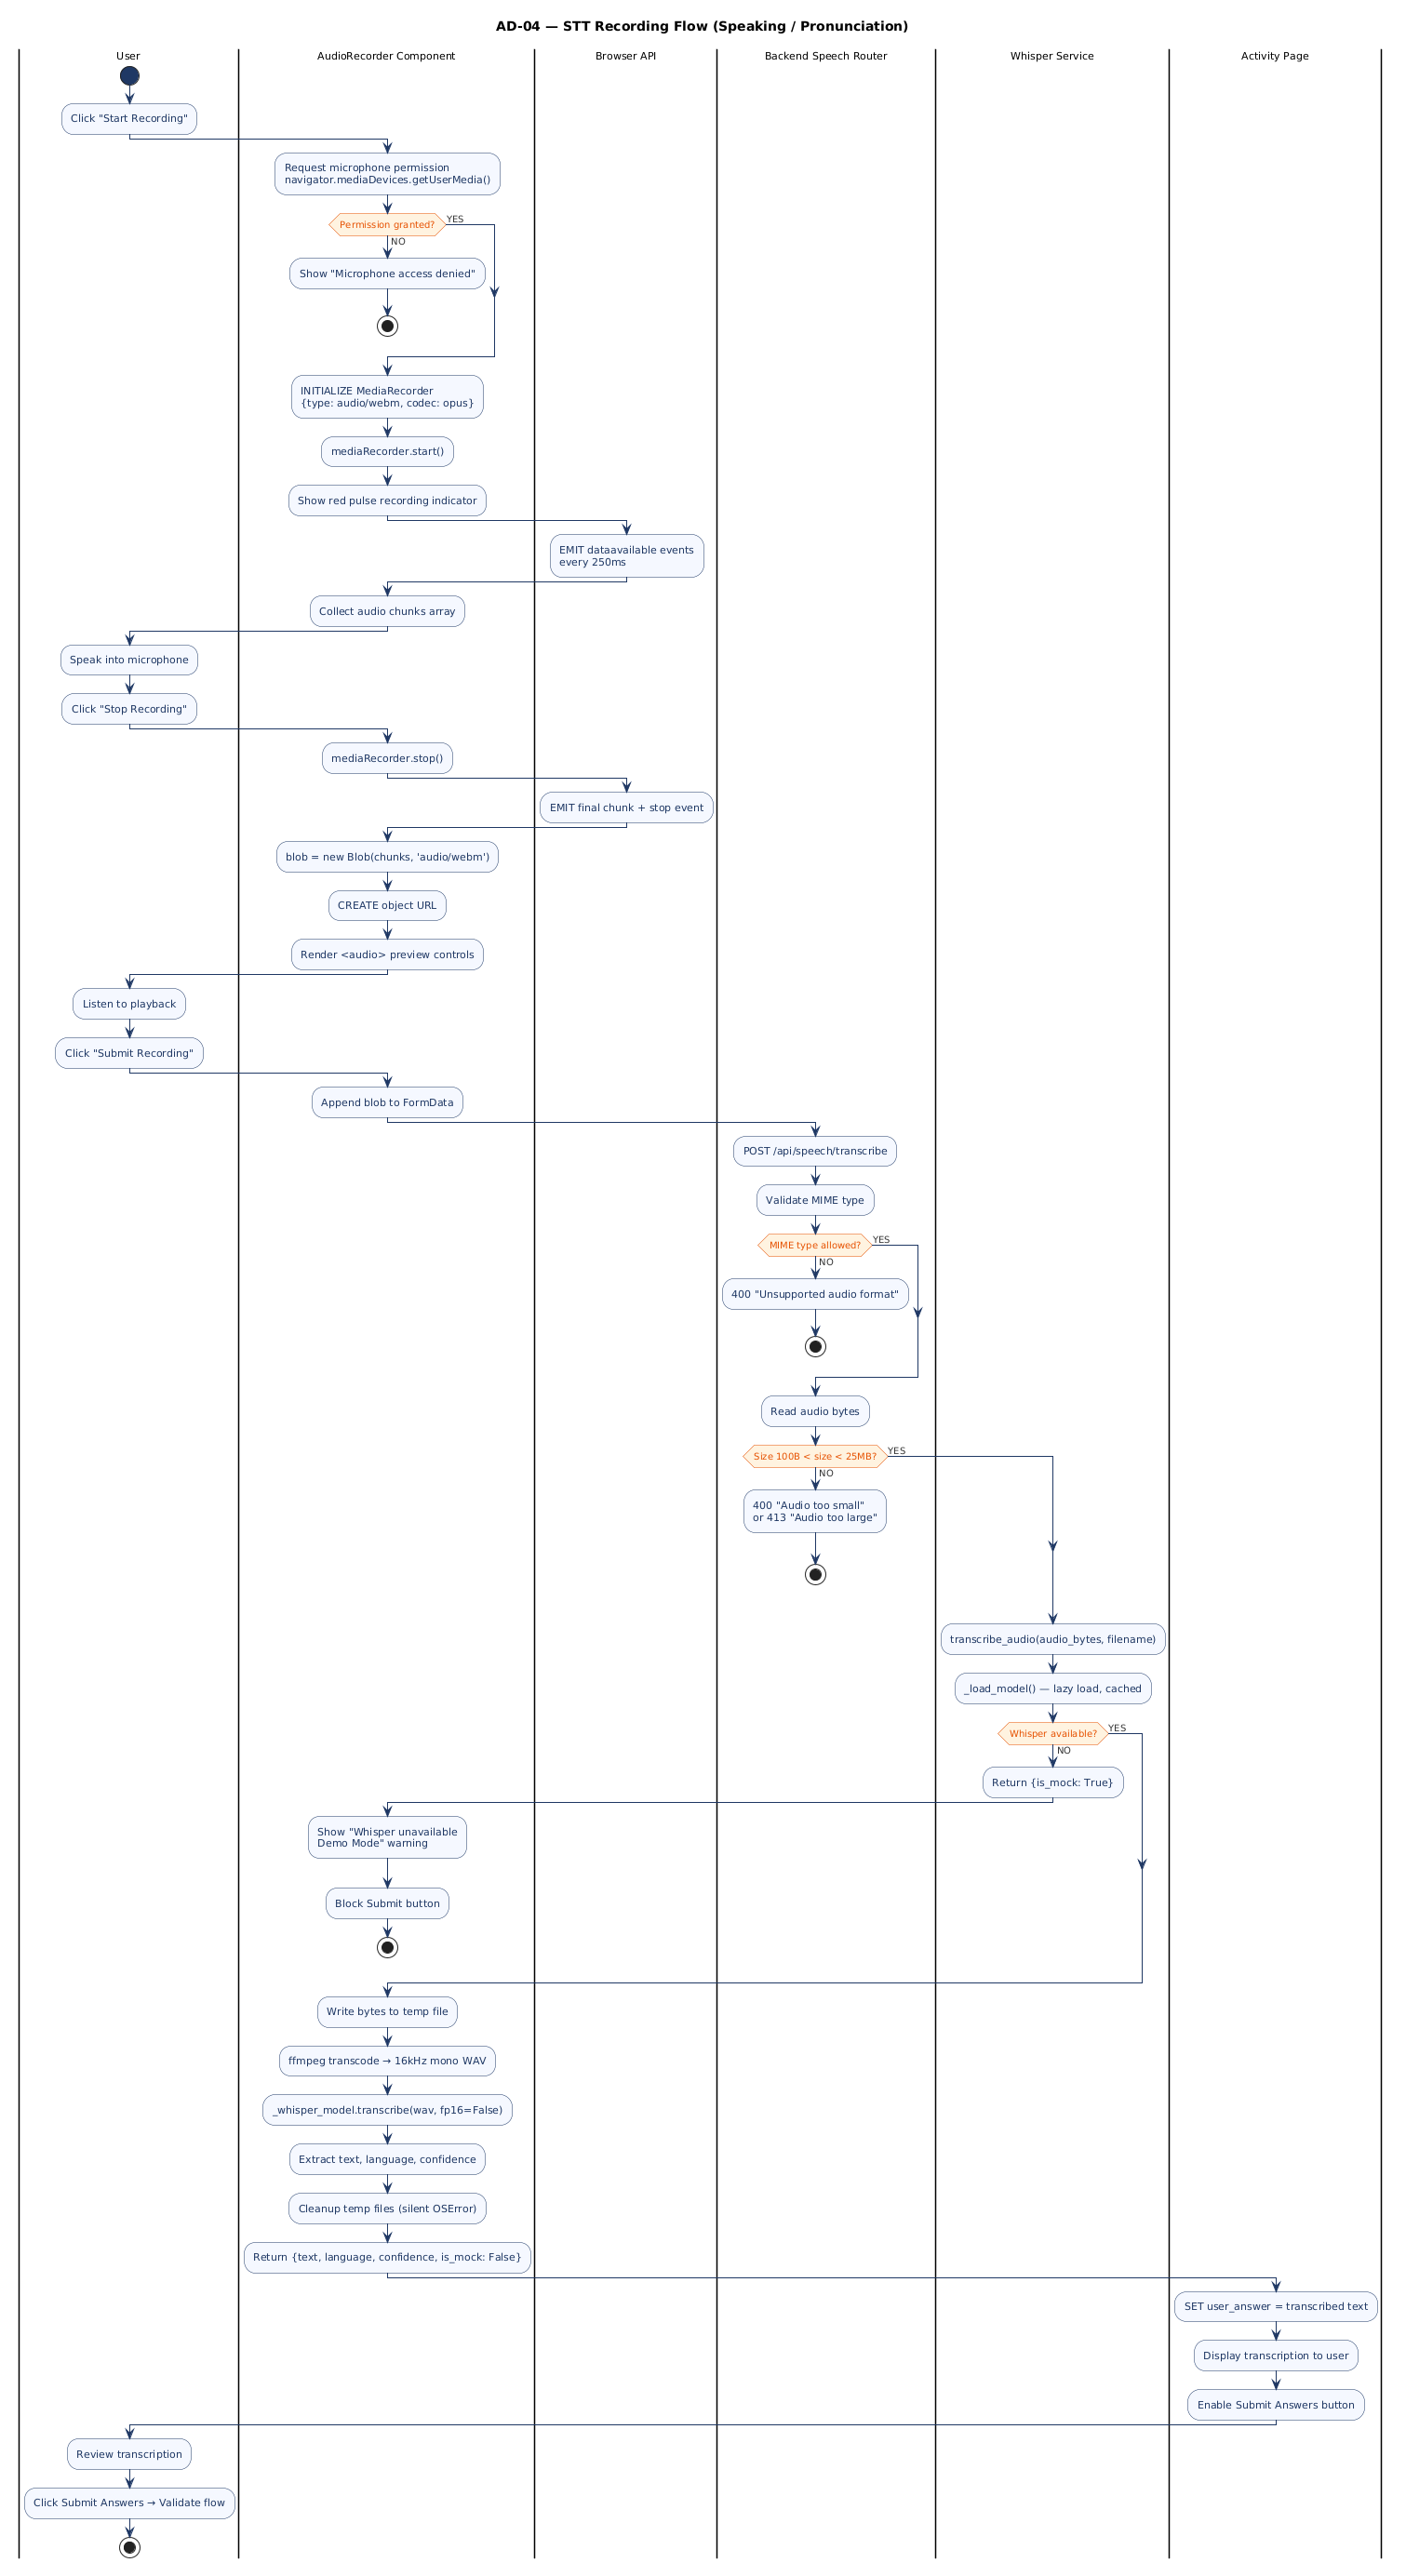 AD-04 — STT Recording Flow (Speaking / Pronunciation)
User
AudioRecorder Component
Browser API
Backend Speech Router
Whisper Service
Activity Page
Click "Start Recording"
Request microphone permission
navigator.mediaDevices.getUserMedia()
Permission granted?
YES
NO
Show "Microphone access denied"
INITIALIZE MediaRecorder
{type: audio/webm, codec: opus}
mediaRecorder.start()
Show red pulse recording indicator
EMIT dataavailable events
every 250ms
Collect audio chunks array
Speak into microphone
Click "Stop Recording"
mediaRecorder.stop()
EMIT final chunk + stop event
blob = new Blob(chunks, 'audio/webm')
CREATE object URL
Render <audio> preview controls
Listen to playback
Click "Submit Recording"
Append blob to FormData
POST /api/speech/transcribe
Validate MIME type
MIME type allowed?
YES
NO
400 "Unsupported audio format"
Read audio bytes
Size 100B < size < 25MB?
YES
NO
400 "Audio too small"
or 413 "Audio too large"
transcribe_audio(audio_bytes, filename)
_load_model() — lazy load, cached
Whisper available?
YES
NO
Return {is_mock: True}
Show "Whisper unavailable
Demo Mode" warning
Block Submit button
Write bytes to temp file
ffmpeg transcode → 16kHz mono WAV
_whisper_model.transcribe(wav, fp16=False)
Extract text, language, confidence
Cleanup temp files (silent OSError)
Return {text, language, confidence, is_mock: False}
SET user_answer = transcribed text
Display transcription to user
Enable Submit Answers button
Review transcription
Click Submit Answers → Validate flow